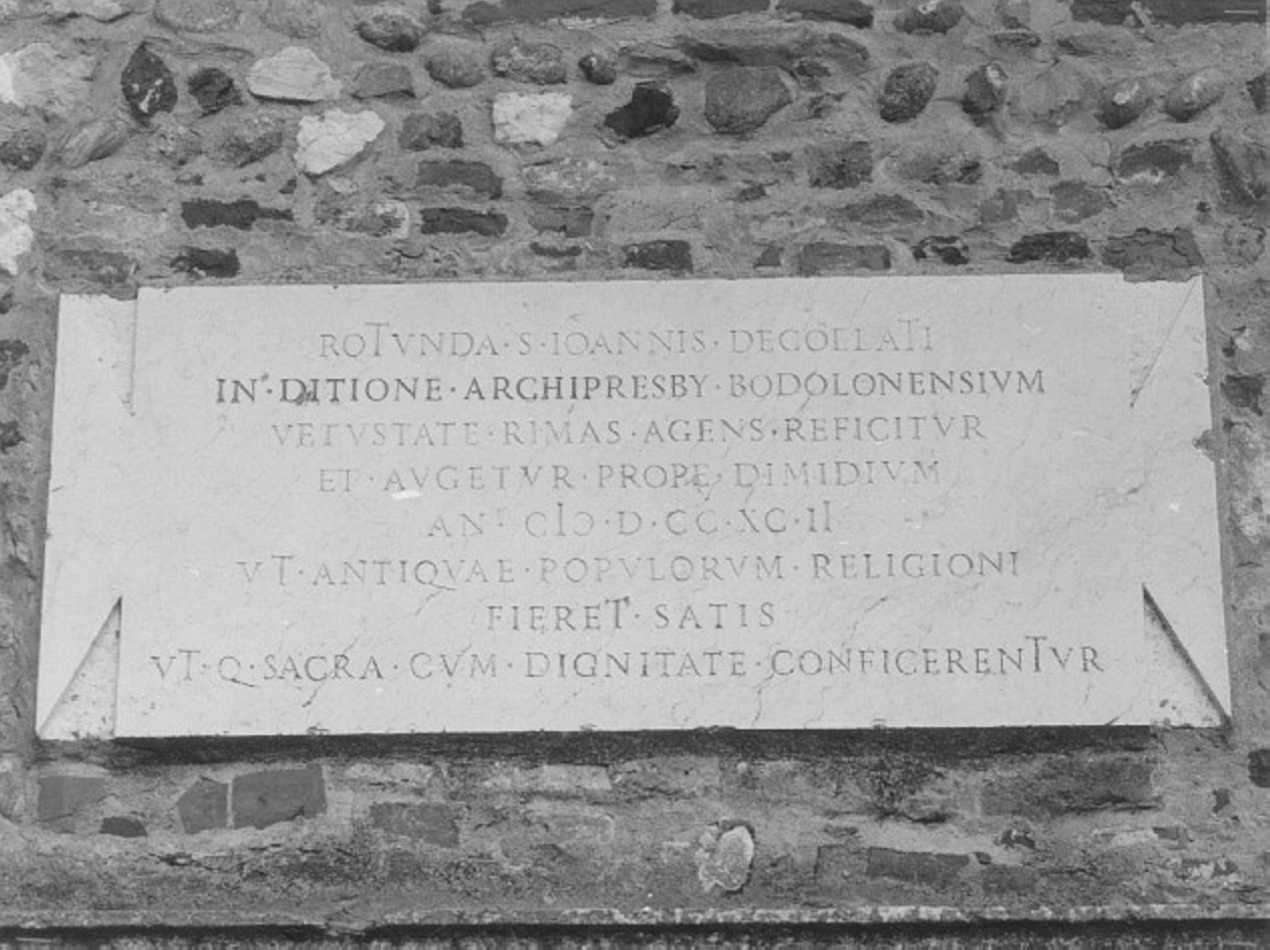 ROTVNDA·S·IOANNIS·DECOLLATI
IN·DITIONE·ARCHIPRESBY·BODOLONENSIVM
VETVSTATE·RIMAS·AGENS·REFICITVR
ET·AVGETVR·PROPE·DIMIDIVM
AN·CIƆ·D·CC·XC·II
VT·ANTIQVAE·POPVLORVM·RELIGIONI
FIERET·SATIS
VT·Q·SACRA·CVM·DIGNITATE·CONFICERENTVR